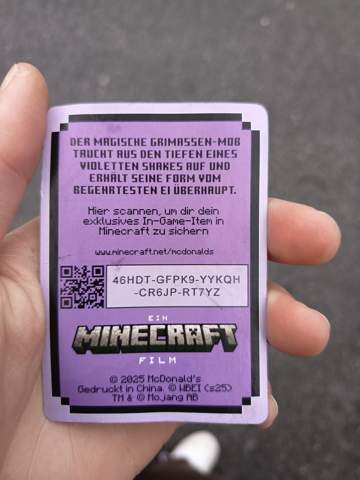 DER MAGISCHE GRIMASSEN-MOB
TAUCHT AUS DEN TIEFEN EINES
VIOLETTEN SHAKES AUF UND
ERHÄLT SEINE FORM VOM
BEGEHRTESTEN EI ÜBERHAUPT.
Hier scannen, um dir dein
exklusives In-Game-Item in
Minecraft zu sichern
www.minecraft.net/mcdonalds
46HDT-GFPK9-YYKQH
-CR6JP-RT7YZ
EIN
MINECRAFT
FILM
© 2025 McDonald's
Gedruckt in China. © WBEI (s25)
TM & © Mojang AB